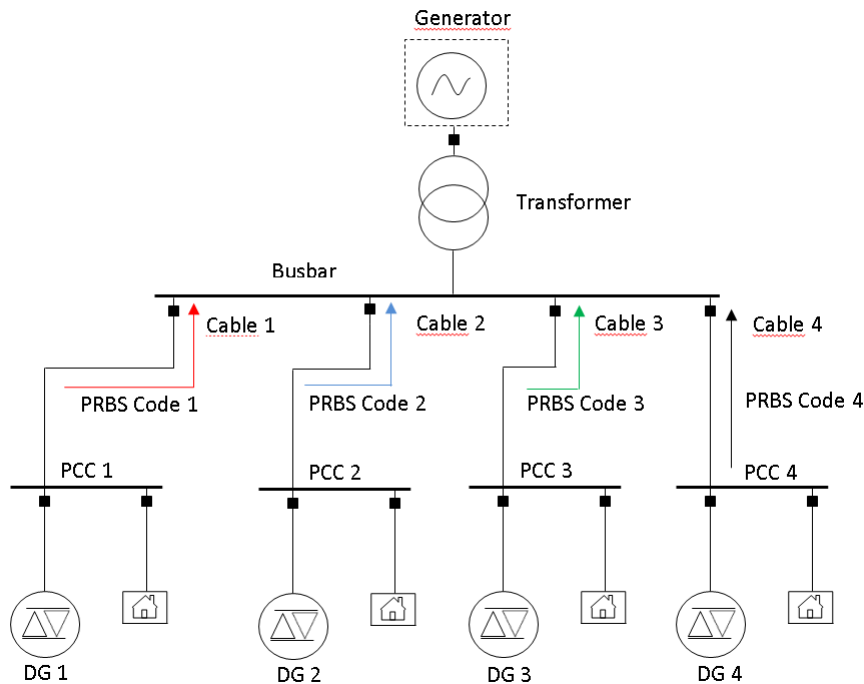 Generator
Transformer
Busbar
Cable 1
Cable 2
Cable 3
Cable 4
PRBS Code 1
PRBS Code 2
PRBS Code 3
PRBS Code 4
PCC 1
PCC 2
PCC 3
PCC 4
DG 1
DG 2
DG 3
DG 4